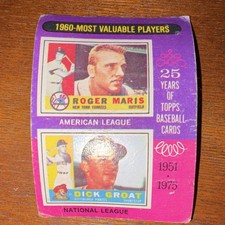 1960-MOST VALUABLE PLAYERS
ROGER MARIS
NEW YORK YANKEES
OUTFIELD
AMERICAN LEAGUE
25
YEARS
OF TOPPS
BASEBALL
CARDS
1951
1975
DICK GROAT
NATIONAL LEAGUE